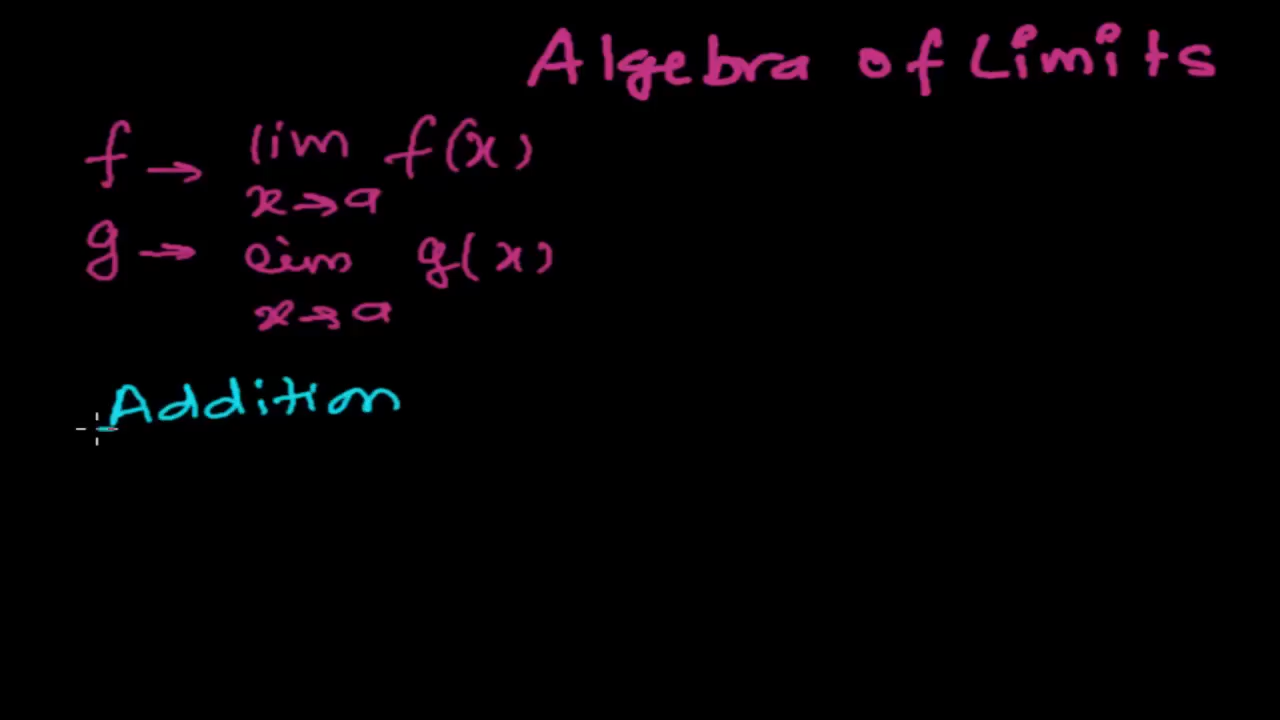 Algebra of Limits
f → lim f(x)
x → a
g → lim g(x)
x → a
Addition